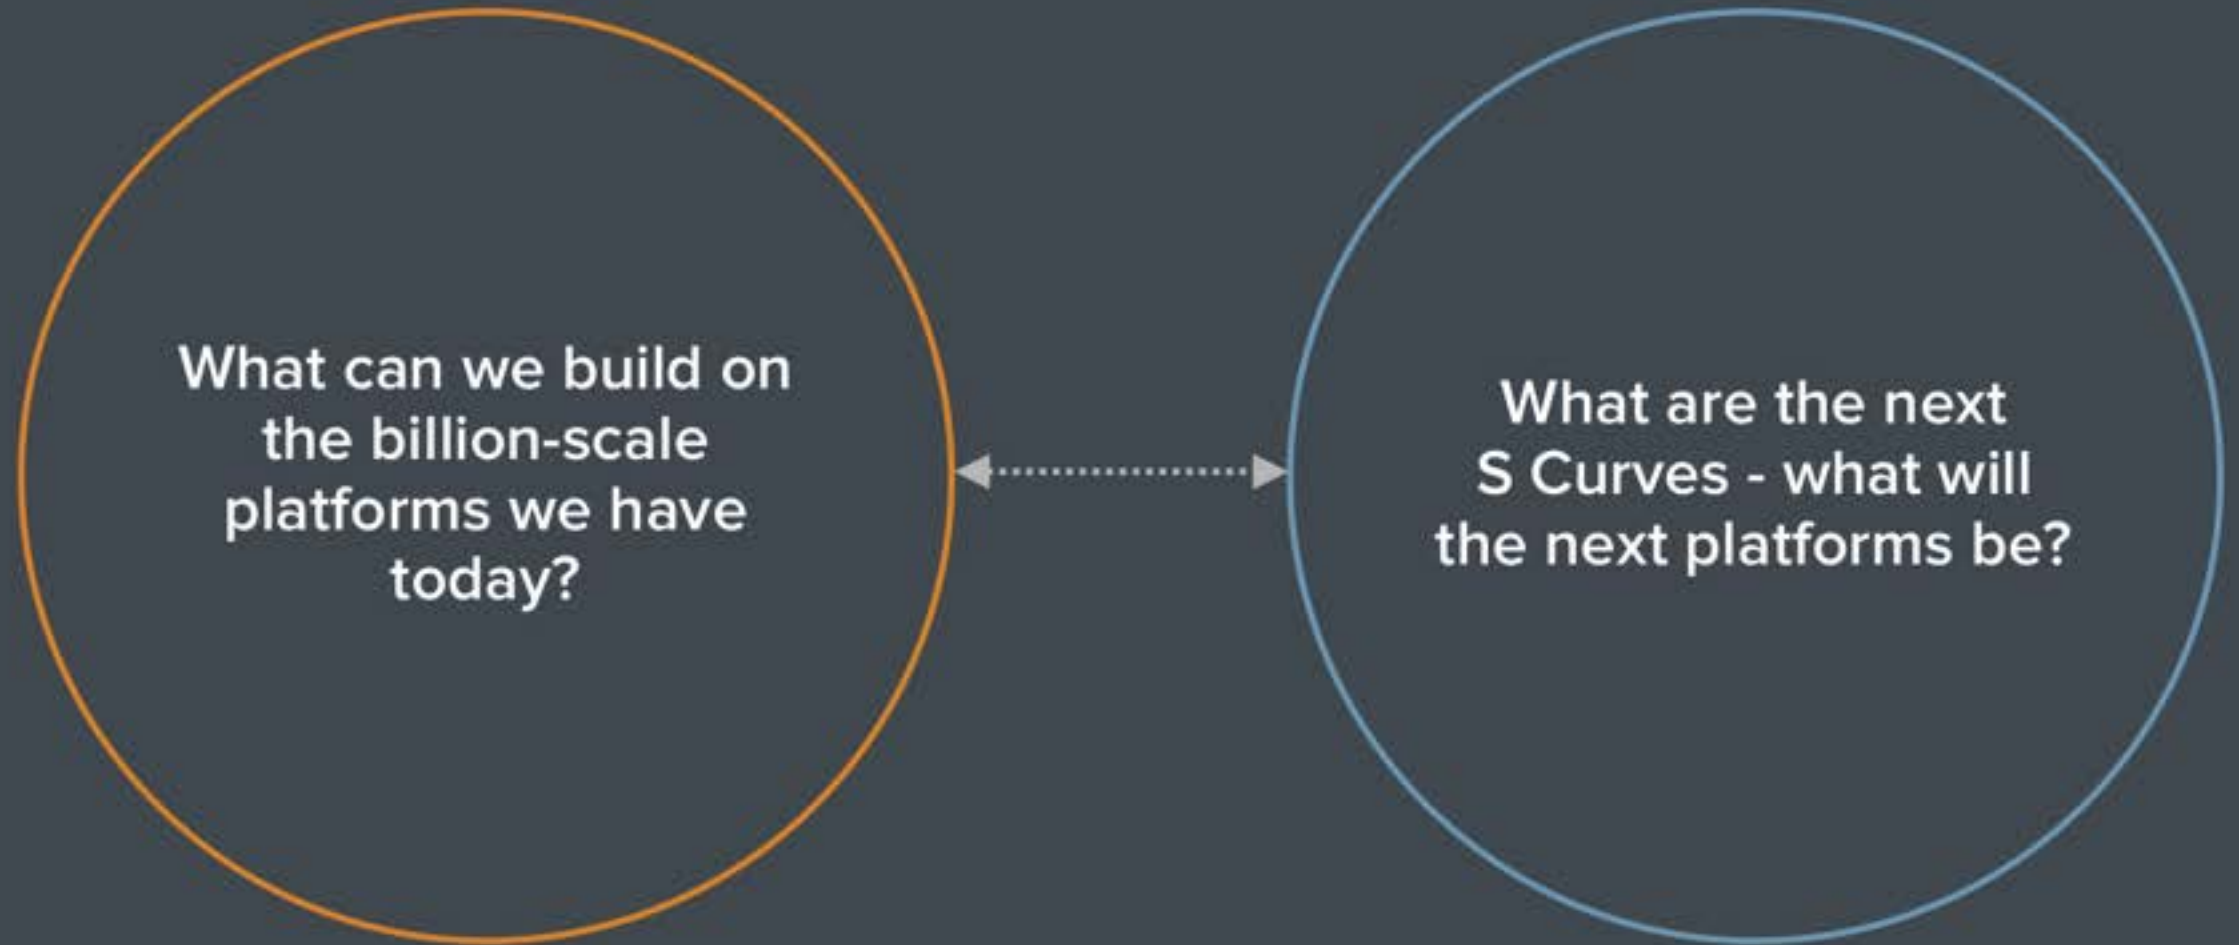 What can we build on
the billion-scale
platforms we have
today?
What are the next
S Curves - what will
the next platforms be?